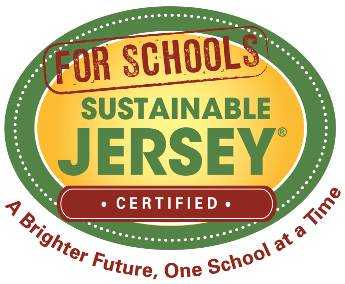 FOR SCHOOLS
SUSTAINABLE
JERSEY®
• CERTIFIED •
A Brighter Future, One School at a Time